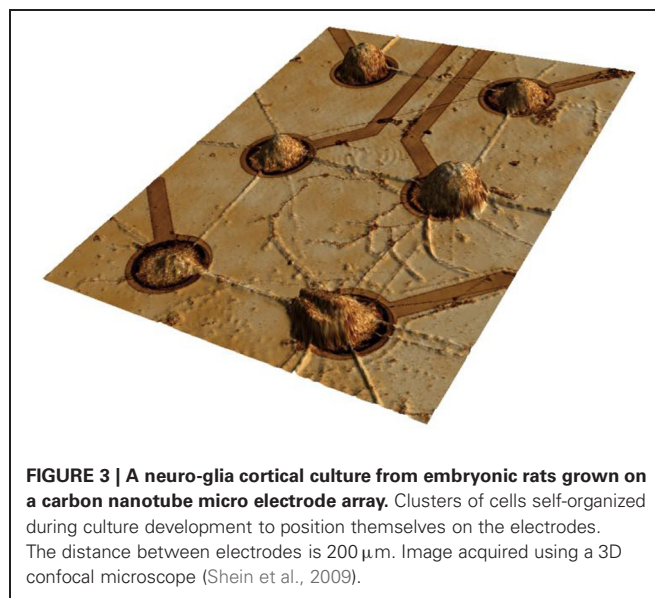 FIGURE 3 | A neuro-glia cortical culture from embryonic rats grown on
a carbon nanotube micro electrode array. Clusters of cells self-organized
during culture development to position themselves on the electrodes.
The distance between electrodes is 200 μm. Image acquired using a 3D
confocal microscope (Shein et al., 2009).